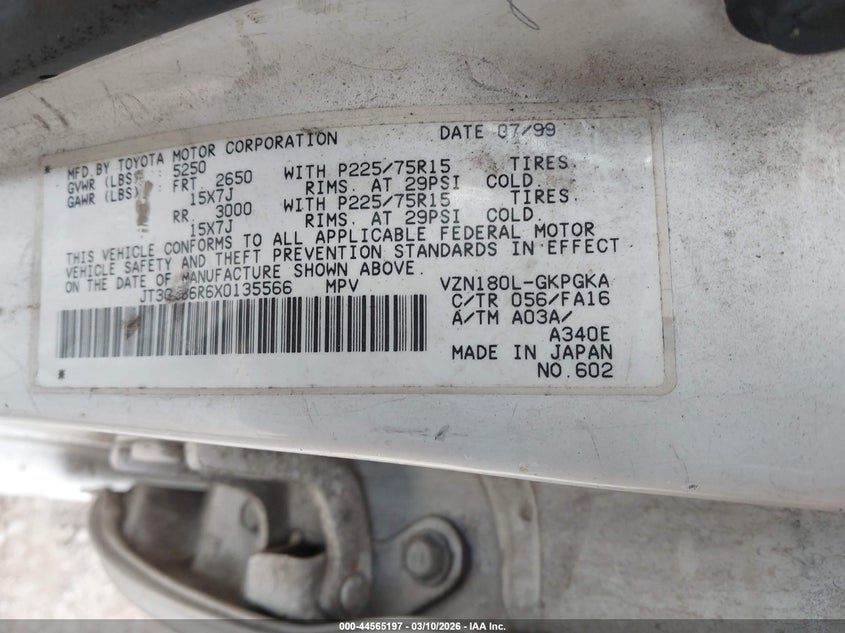 MFD.BY TOYOTA MOTOR CORPORATION DATE 07/99
GVWR (LBS) : 5250
GAWR (LBS) : FRT. 2650 WITH P225/75R15 TIRES.
15X7J RIMS. AT 29PSI COLD.
RR. 3000 WITH P225/75R15 TIRES.
15X7J RIMS. AT 29PSI COLD.
THIS VEHICLE CONFORMS TO ALL APPLICABLE FEDERAL MOTOR
VEHICLE SAFETY AND THEFT PREVENTION STANDARDS IN EFFECT
ON THE DATE OF MANUFACTURE SHOWN ABOVE.
MPV VZN180L-GKPGKA
C/TR 056/FA16
A/TM A03A/
A340E
MADE IN JAPAN
NO.602
000-44565197 - 03/10/2026 - IAA Inc.